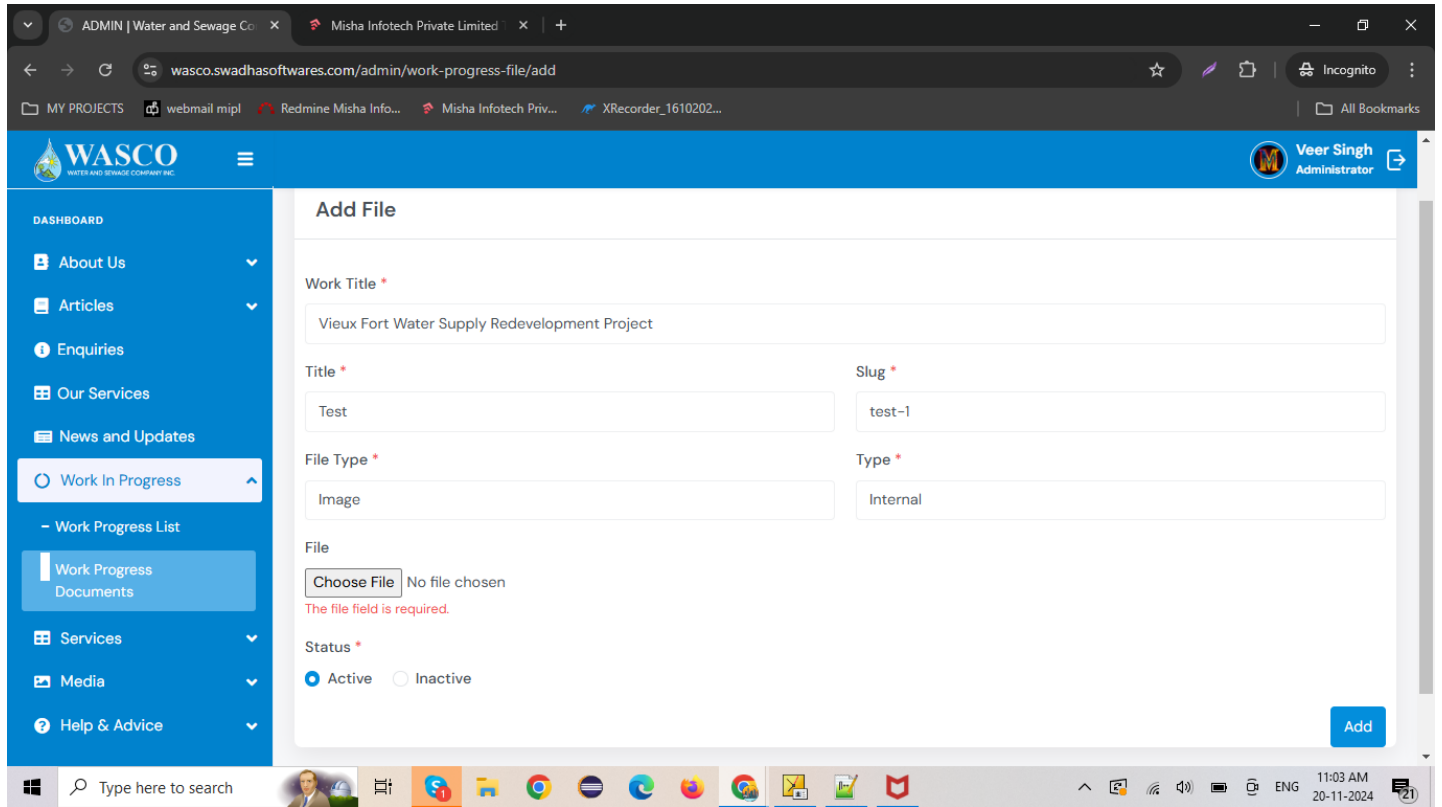 ADMIN | Water and Sewage Co
Misha Infotech Private Limited T
wasco.swadhasoftwares.com/admin/work-progress-file/add
Incognito
MY PROJECTS
webmail mipl
Redmine Misha Info...
Misha Infotech Priv...
XRecorder_1610202...
All Bookmarks
WASCO
WATER AND SEWAGE COMPANY INC.
Veer Singh
Administrator
DASHBOARD
About Us
Articles
Enquiries
Our Services
News and Updates
Work In Progress
– Work Progress List
Work Progress
Documents
Services
Media
Help & Advice
Add File
Work Title *
Vieux Fort Water Supply Redevelopment Project
Title *
Slug *
Test
test-1
File Type *
Type *
Image
Internal
File
Choose File No file chosen
The file field is required.
Status *
Active Inactive
Add
Type here to search
1
ENG
11:03 AM
20-11-2024
21